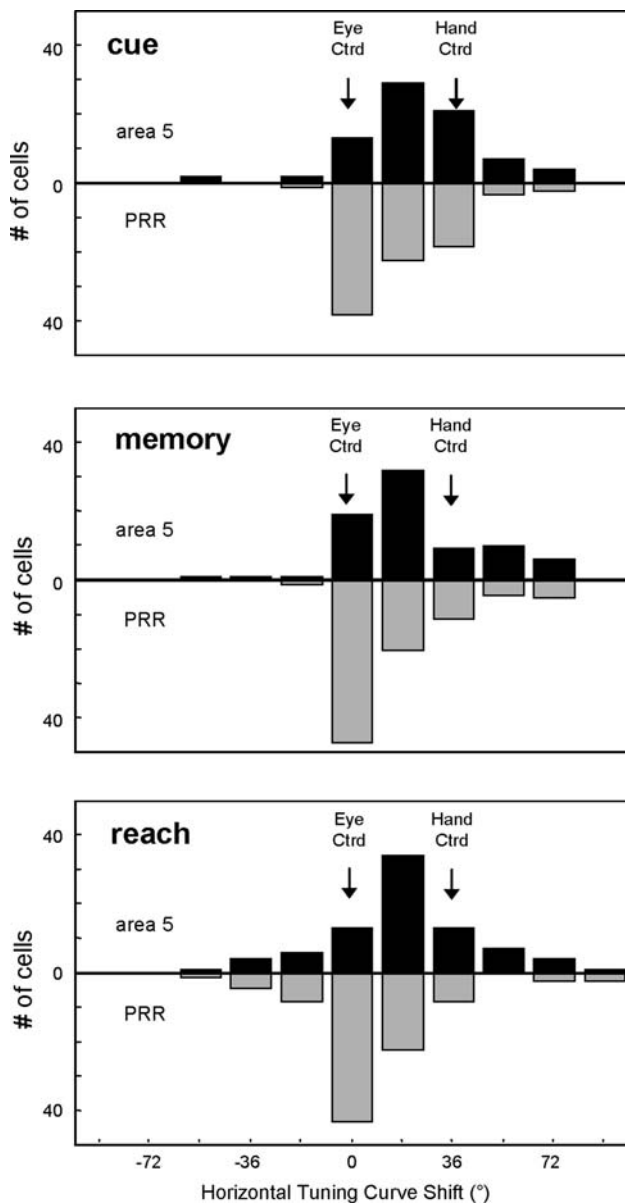 cue
Eye
Ctrd
Hand
Ctrd
40
area 5
0
PRR
40
# of cells
memory
Eye
Ctrd
Hand
Ctrd
40
area 5
0
PRR
40
# of cells
reach
Eye
Ctrd
Hand
Ctrd
40
area 5
0
PRR
40
# of cells
-72 -36 0 36 72
Horizontal Tuning Curve Shift (°)